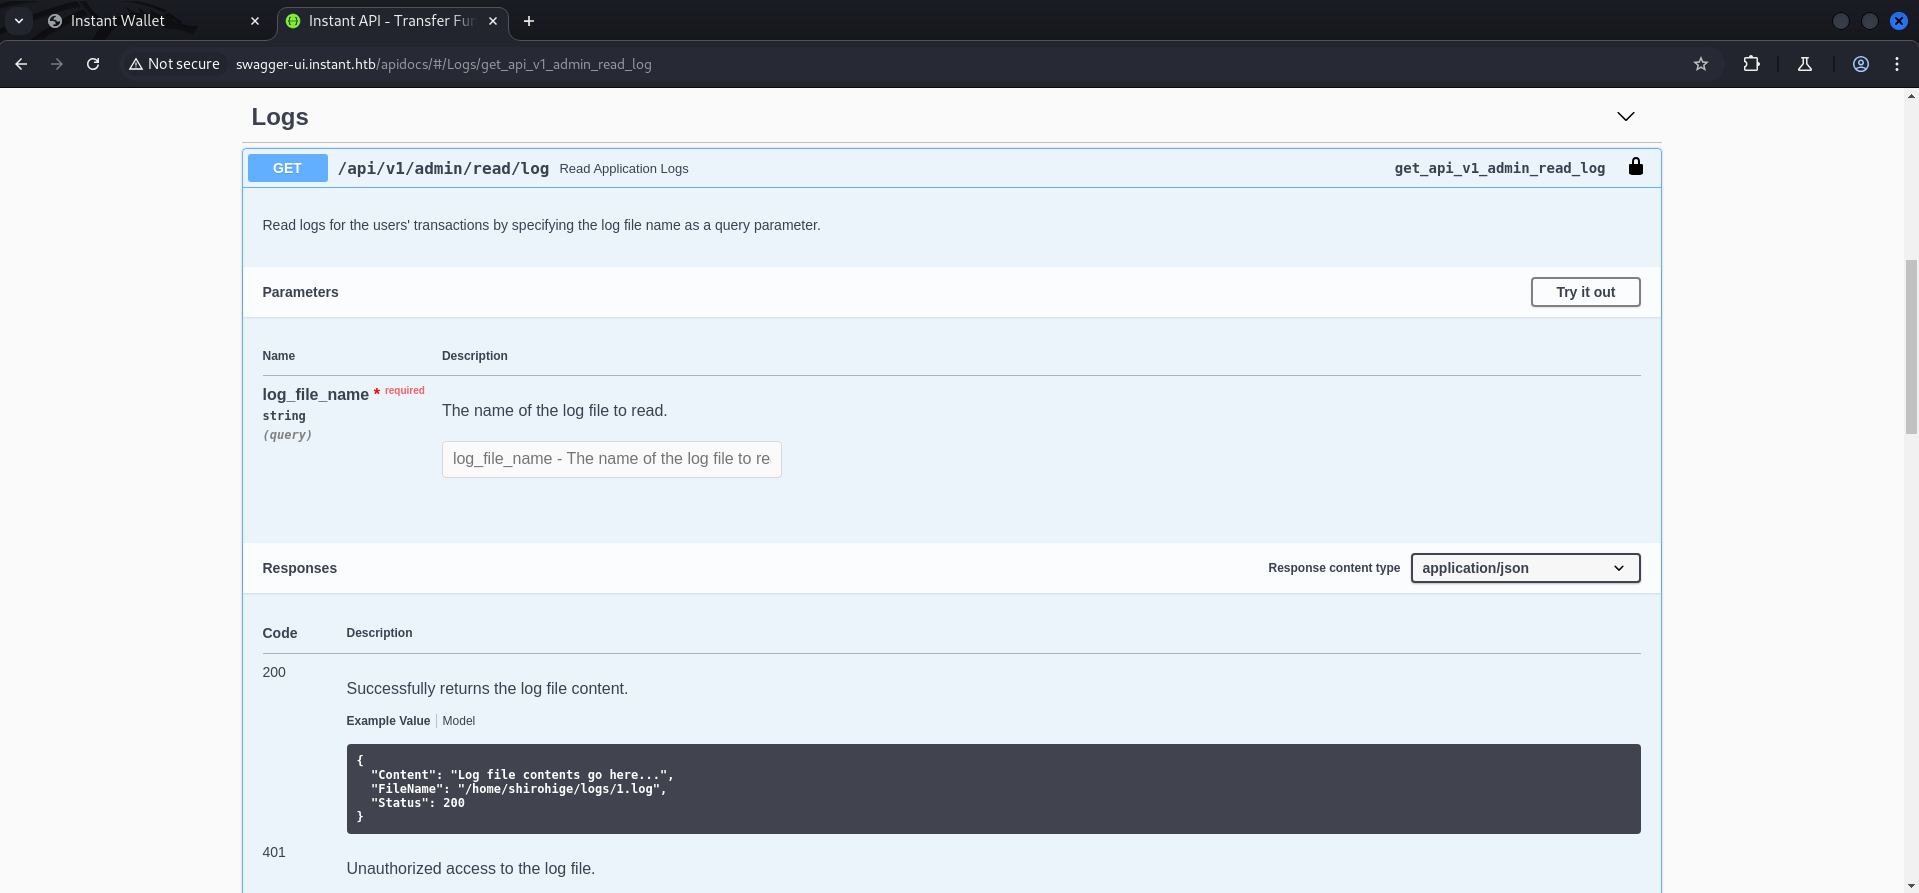 Instant Wallet
Instant API - Transfer Fun
Not secure
swagger-ui.instant.htb/apidocs/#/Logs/get_api_v1_admin_read_log
Logs
GET /api/v1/admin/read/log Read Application Logs get_api_v1_admin_read_log
Read logs for the users' transactions by specifying the log file name as a query parameter.
Parameters Try it out
Name Description
log_file_name * required
string
(query)
The name of the log file to read.
log_file_name - The name of the log file to re
Responses Response content type application/json
Code Description
200
Successfully returns the log file content.
Example Value Model
{
"Content": "Log file contents go here...",
"FileName": "/home/shirohige/logs/1.log",
"Status": 200
}
401
Unauthorized access to the log file.